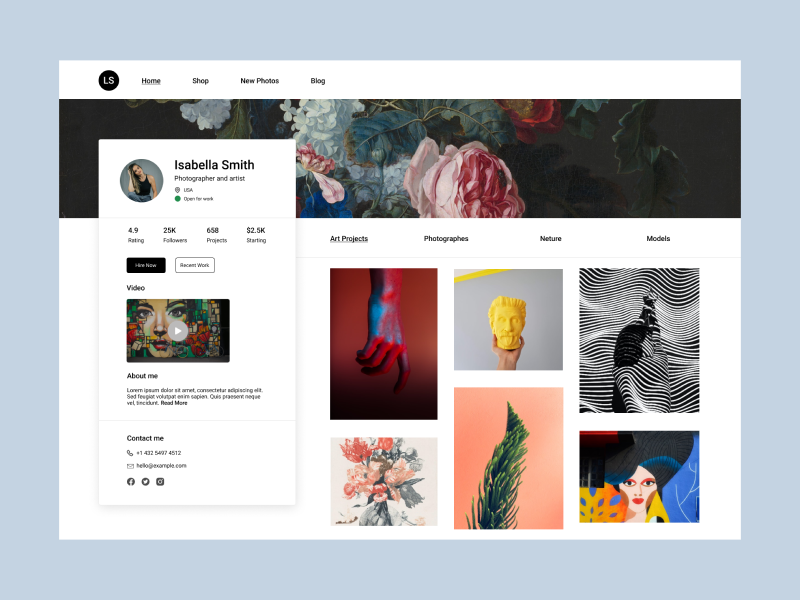 LS
Home
Shop
New Photos
Blog
Isabella Smith
Photographer and artist
USA
Open for work
4.9
Rating
25K
Followers
658
Projects
$2.5K
Starting
Hire Now
Recent Work
Video
About me
Lorem ipsum dolor sit amet, consectetur adipiscing elit.
Sed feugiat volutpat enim sapien. Quis praesent neque
vel, tincidunt. Read More
Contact me
+1 432 5497 4512
hello@example.com
Art Projects
Photographes
Neture
Models